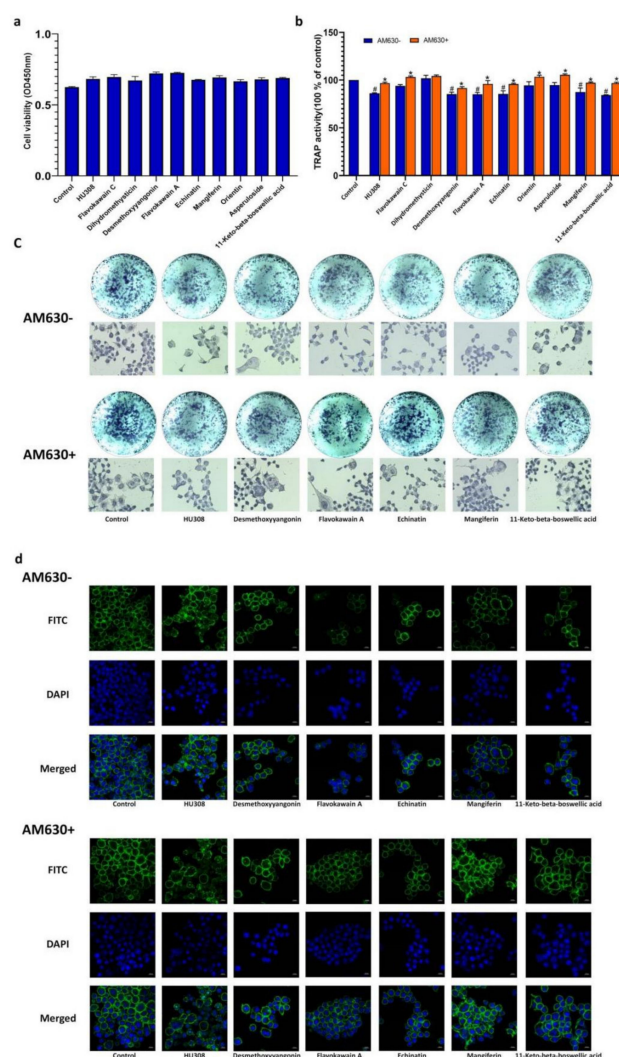 a
Cell viability (OD450nm)
1.0
0.5
0.0
Control
HU308
Flavokawain C
Dihydromethysticin
Desmethoxyyangonin
Flavokawain A
Echinatin
Mangiferin
Orientin
Asperuloside
11-Keto-beta-boswellic acid
b
AM630- AM630+
TRAP activity(100 % of control)
150
100
50
0
Control
HU308
Flavokawain C
Dihydromethysticin
Desmethoxyyangonin
Flavokawain A
Echinatin
Orientin
Asperuloside
Mangiferin
11-Keto-beta-boswellic acid
C
AM630-
AM630+
Control HU308 Desmethoxyyangonin Flavokawain A Echinatin Mangiferin 11-Keto-beta-boswellic acid
d
AM630-
FITC
DAPI
Merged
Control HU308 Desmethoxyyangonin Flavokawain A Echinatin Mangiferin 11-Keto-beta-boswellic acid
AM630+
FITC
DAPI
Merged
Control HU308 Desmethoxyyangonin Flavokawain A Echinatin Mangiferin 11-Keto-beta-boswellic acid